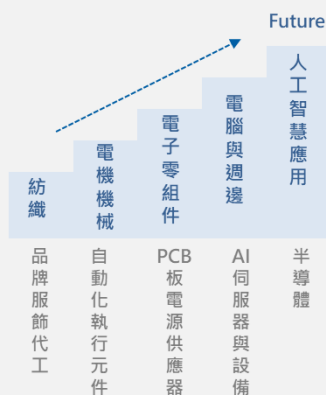 Future
紡織
電機機械
電子零組件
電腦與週邊
人工智慧應用
品牌服飾代工
自動化執行元件
PCB板電源供應器
AI伺服器與設備
半導體